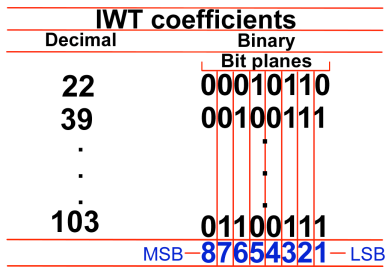 IWT coefficients
Decimal Binary
Bit planes
22 00010110
39 00100111
. .
. .
. .
103 01100111
MSB 87654321 LSB